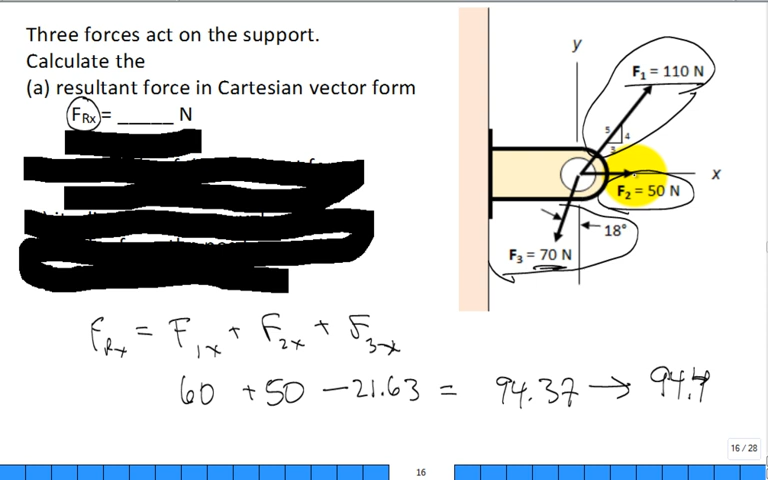 Three forces act on the support.
Calculate the
(a) resultant force in Cartesian vector form
FRx= _____ N
y
F1 = 110 N
5
4
3
x
F2 = 50 N
18°
F3 = 70 N
FRx = F1x + F2x + F3x
60 + 50 - 21.63 = 94.37 → 94.4
16 / 28
16